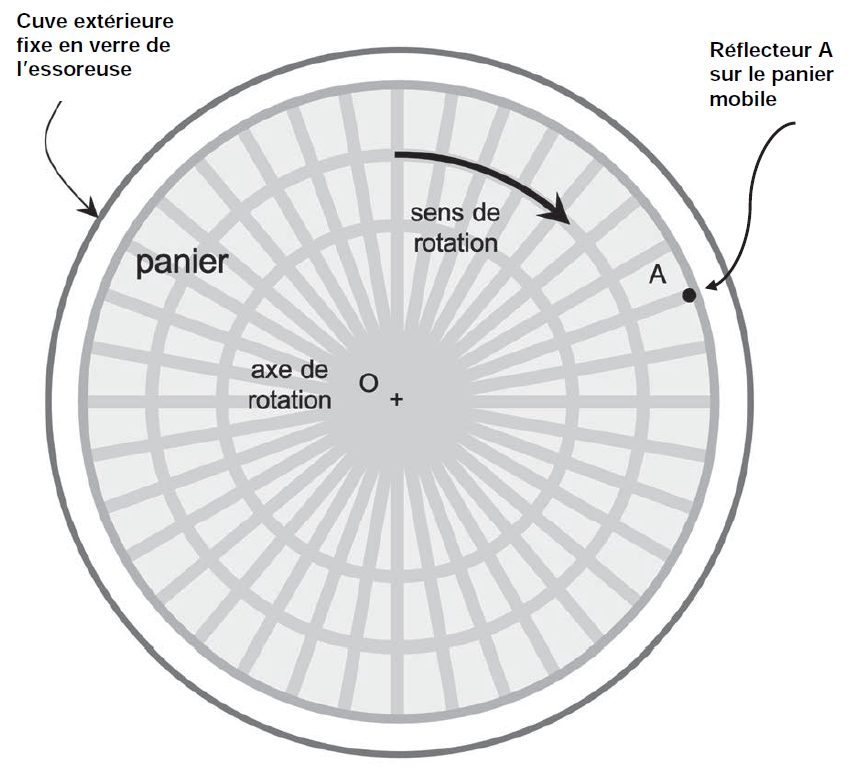 Cuve extérieure
fixe en verre de
l'essoreuse
Réflecteur A
sur le panier
mobile
sens de
rotation
panier
A
axe de
rotation
O
+